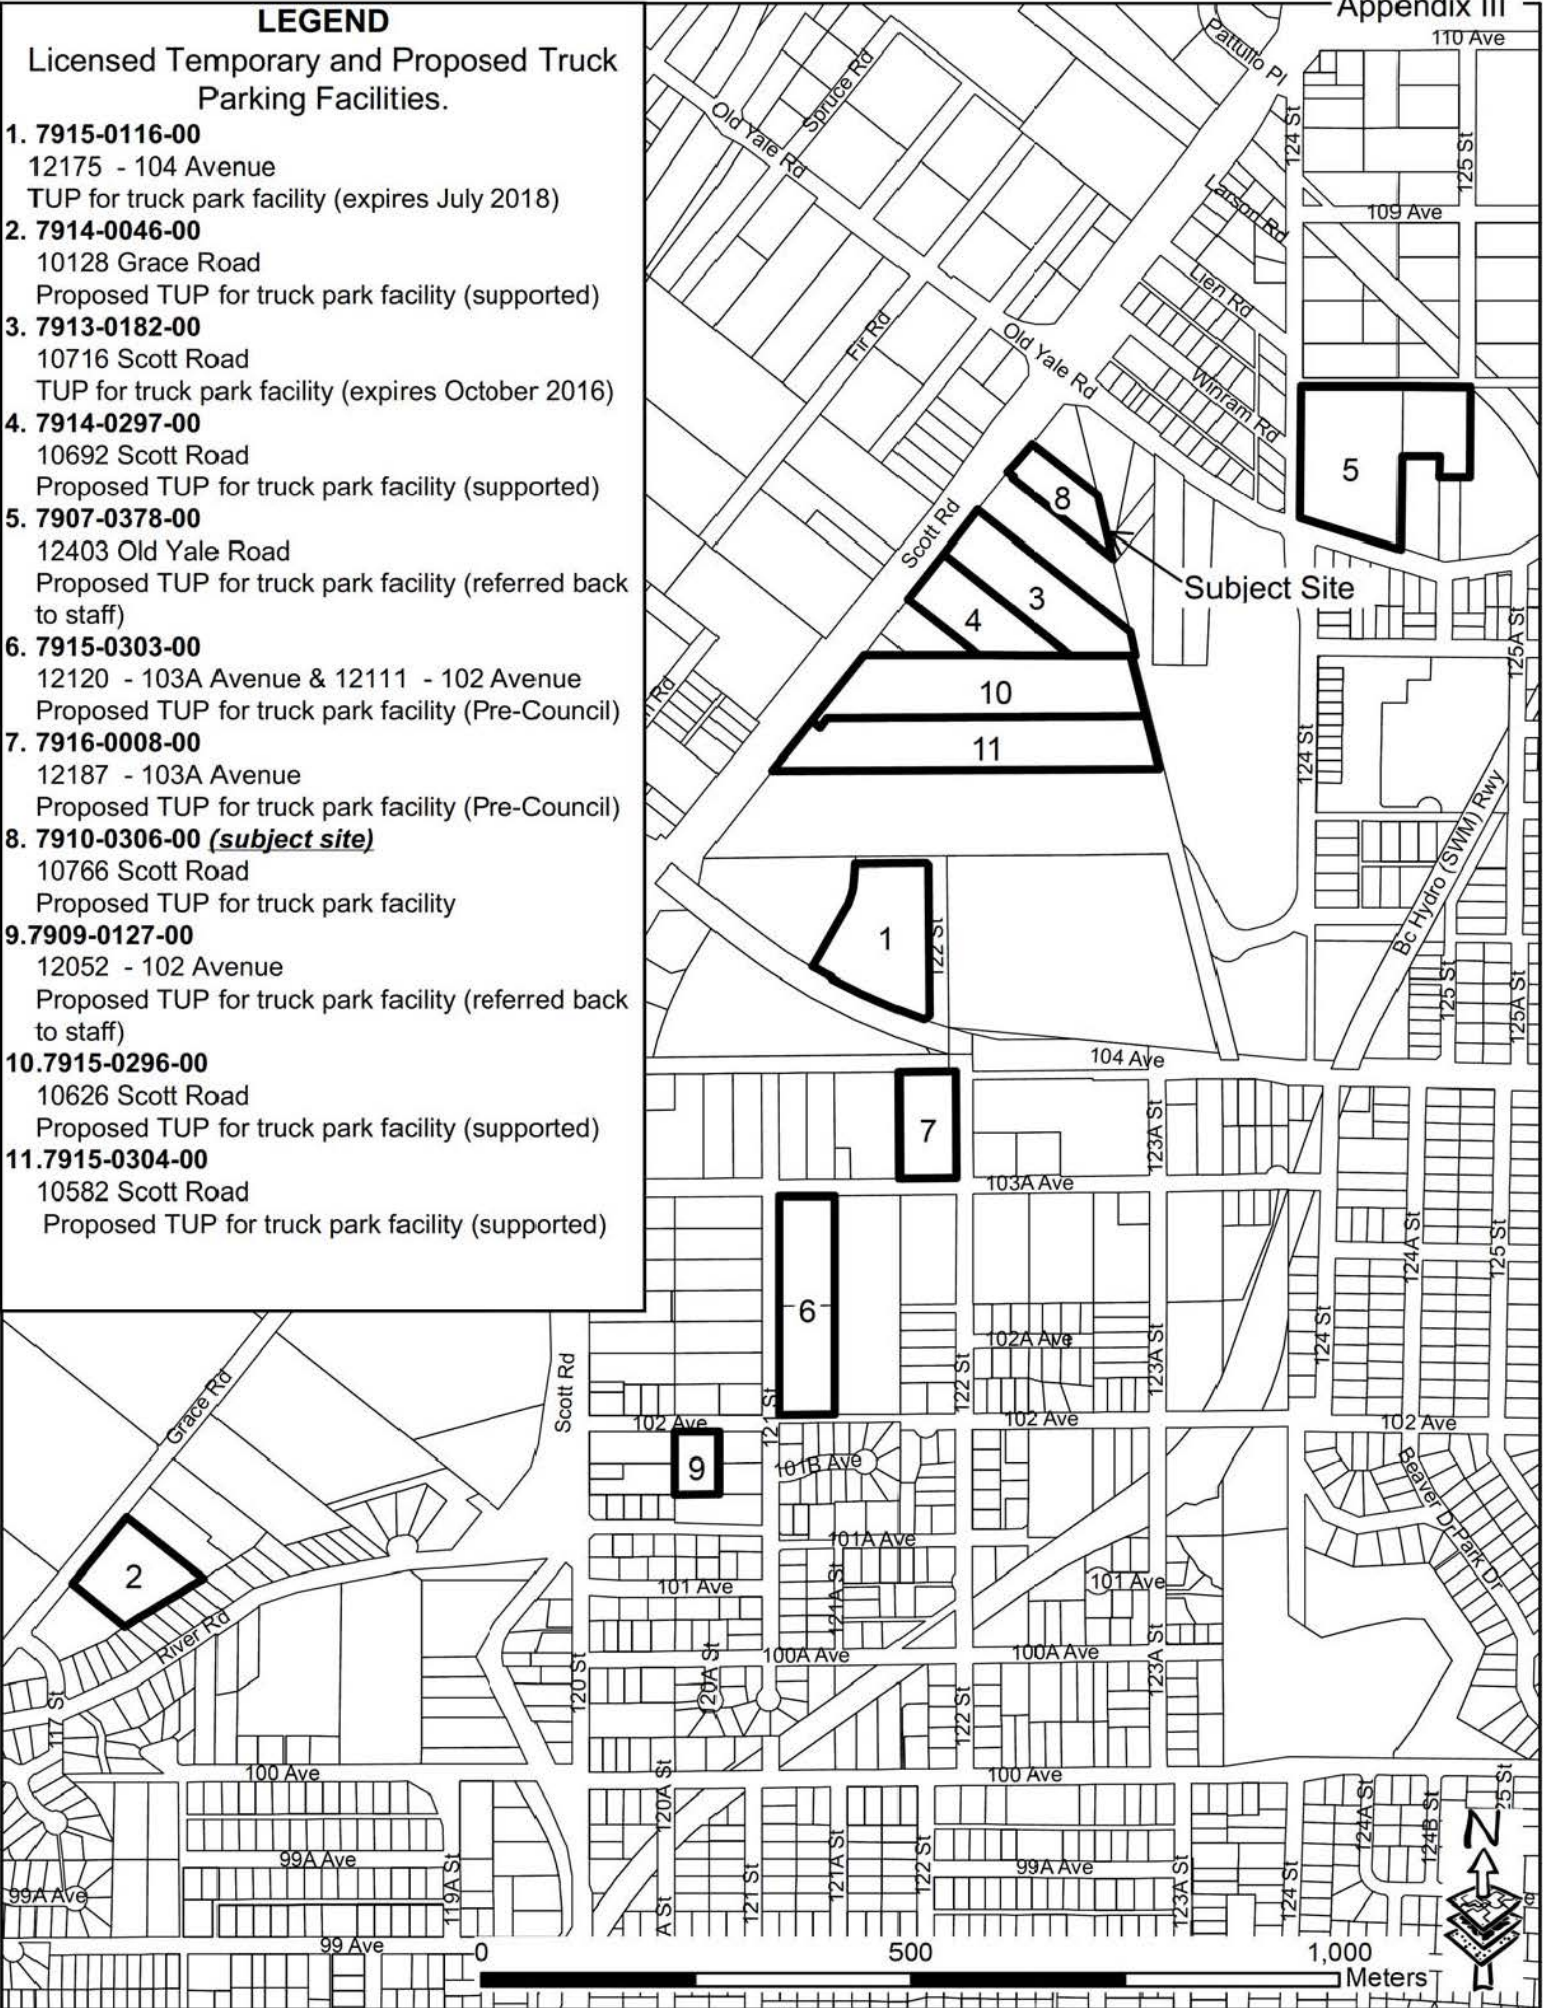 LEGEND
Licensed Temporary and Proposed Truck
Parking Facilities.
1. 7915-0116-00
12175 - 104 Avenue
TUP for truck park facility (expires July 2018)
2. 7914-0046-00
10128 Grace Road
Proposed TUP for truck park facility (supported)
3. 7913-0182-00
10716 Scott Road
TUP for truck park facility (expires October 2016)
4. 7914-0297-00
10692 Scott Road
Proposed TUP for truck park facility (supported)
5. 7907-0378-00
12403 Old Yale Road
Proposed TUP for truck park facility (referred back
to staff)
6. 7915-0303-00
12120 - 103A Avenue & 12111 - 102 Avenue
Proposed TUP for truck park facility (Pre-Council)
7. 7916-0008-00
12187 - 103A Avenue
Proposed TUP for truck park facility (Pre-Council)
8. 7910-0306-00 (subject site)
10766 Scott Road
Proposed TUP for truck park facility
9.7909-0127-00
12052 - 102 Avenue
Proposed TUP for truck park facility (referred back
to staff)
10.7915-0296-00
10626 Scott Road
Proposed TUP for truck park facility (supported)
11.7915-0304-00
10582 Scott Road
Proposed TUP for truck park facility (supported)
Appendix III
110 Ave
Pattullo Pl
Spruce Rd
Old Yale Rd
124 St
125 St
Larson Rd
109 Ave
Lien Rd
Fir Rd
Old Yale Rd
Winram Rd
5
8
Scott Rd
Subject Site
3
4
125A St
10
Rd
11
124 St
Bc Hydro (SWM) Rwy
1
122 St
125 St
125A St
104 Ave
7
123A St
103A Ave
124A St
125 St
6
102A Ave
124 St
123A St
122 St
Scott Rd
Grace Rd
121 St
102 Ave
102 Ave
102 Ave
9
101B Ave
Beaver Dr
Park Dr
101A Ave
2
101 Ave
121A St
101 Ave
River Rd
100A Ave
100A Ave
123A St
120 St
120A St
122 St
117 St
100 Ave
100 Ave
120A St
124A St
124B St
25 St
N
99A Ave
99A Ave
99A Ave
119A St
121 St
121A St
122 St
123A St
124 St
A St
99 Ave
0
500
1,000
Meters